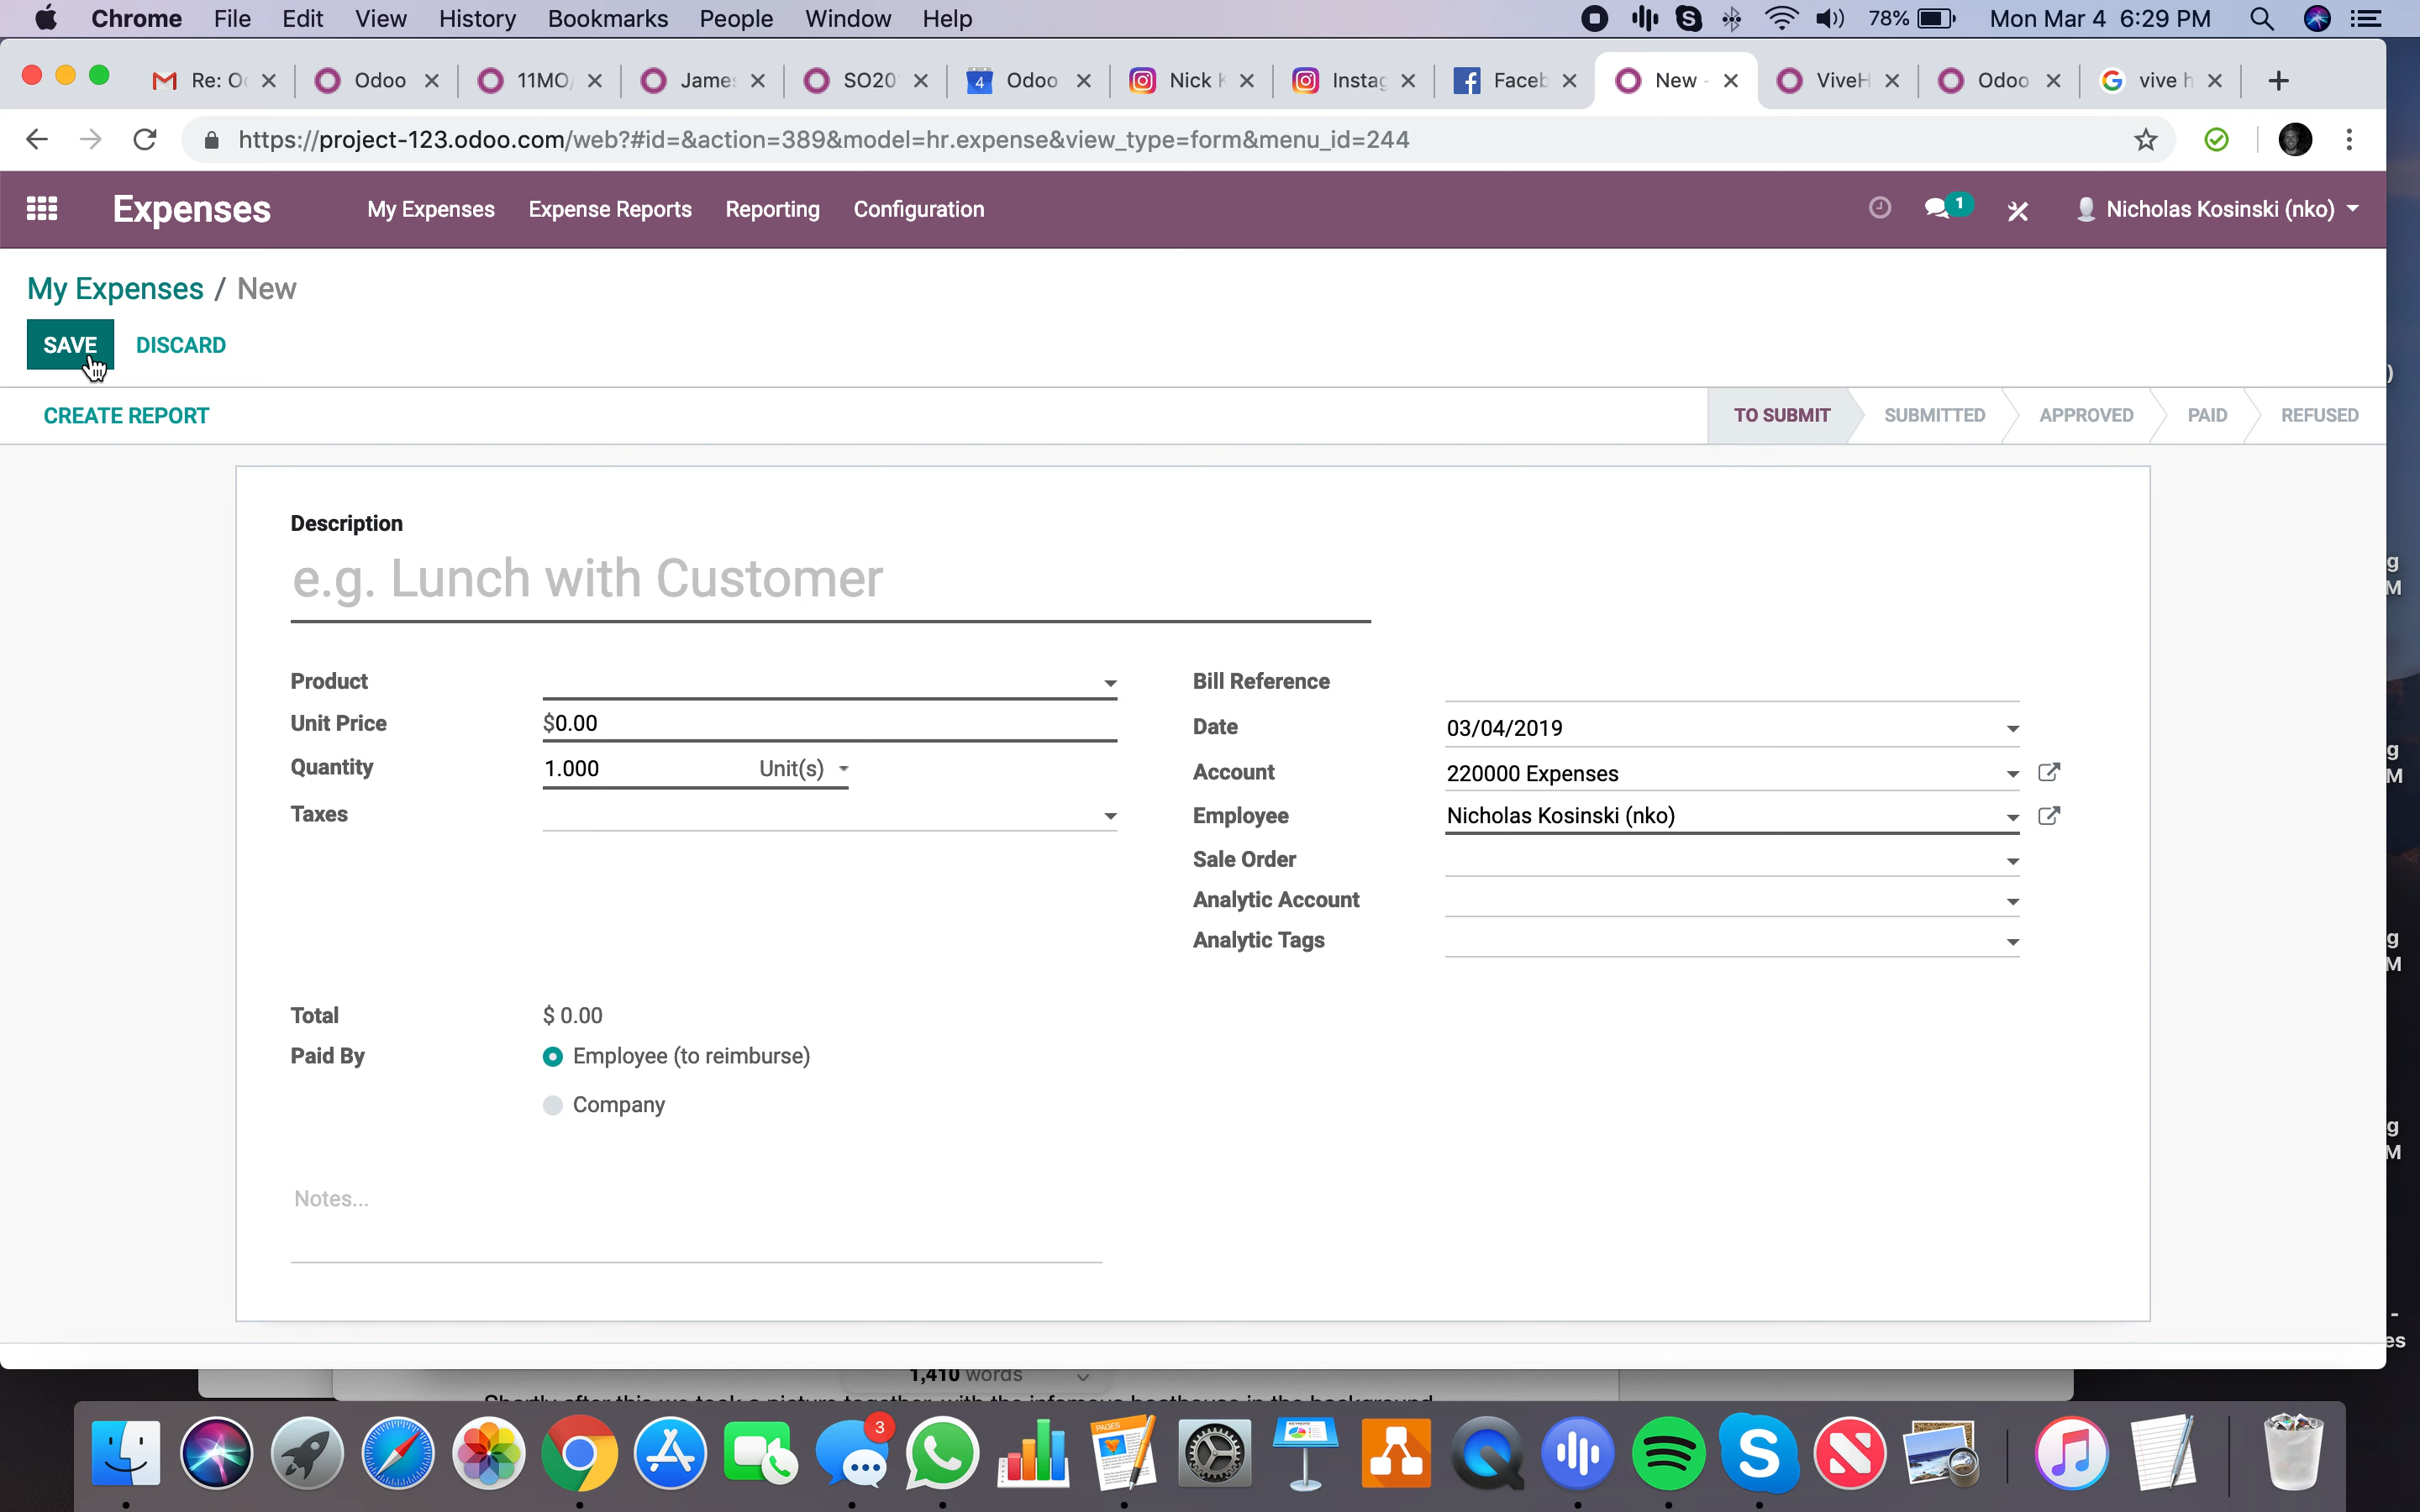 Chrome File Edit View History Bookmarks People Window Help 78% Mon Mar 4 6:29 PM
Re: O Odoo 11MO James SO20 4 Odoo Nick K Instag Faceb New - ViveH Odoo vive h
https://project-123.odoo.com/web?#id=&action=389&model=hr.expense&view_type=form&menu_id=244
Expenses My Expenses Expense Reports Reporting Configuration 1 Nicholas Kosinski (nko)
My Expenses / New
SAVE DISCARD
CREATE REPORT TO SUBMIT SUBMITTED APPROVED PAID REFUSED
Description
e.g. Lunch with Customer
Product Bill Reference
Unit Price $0.00
Date 03/04/2019
Quantity 1.000 Unit(s)
Account 220000 Expenses
Taxes
Employee Nicholas Kosinski (nko)
Sale Order
Analytic Account
Analytic Tags
Total $ 0.00
Paid By Employee (to reimburse)
Company
Notes...
1,410 words
3
PAGES